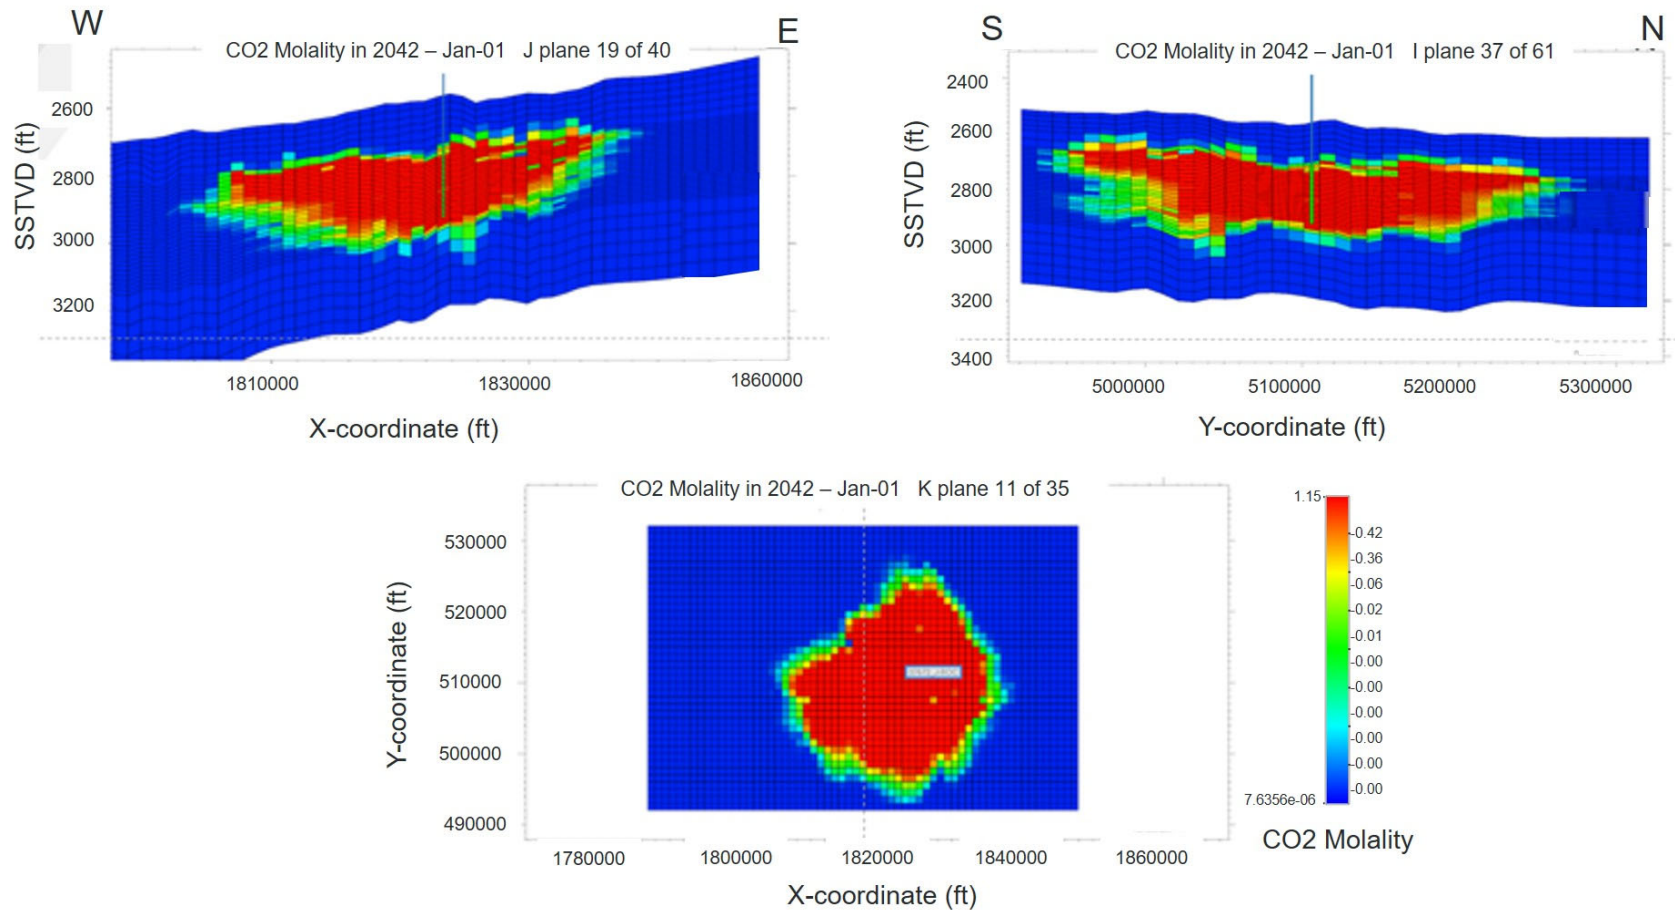 W
E
CO2 Molality in 2042 – Jan-01 J plane 19 of 40
SSTVD (ft)
2600
2800
3000
3200
1810000 1830000 1860000
X-coordinate (ft)
S
N
CO2 Molality in 2042 – Jan-01 I plane 37 of 61
SSTVD (ft)
2400
2600
2800
3000
3200
3400
5000000 5100000 5200000 5300000
Y-coordinate (ft)
CO2 Molality in 2042 – Jan-01 K plane 11 of 35
Y-coordinate (ft)
530000
520000
510000
500000
490000
1780000 1800000 1820000 1840000 1860000
X-coordinate (ft)
1.15
-0.42
-0.36
-0.06
-0.02
-0.01
-0.00
-0.00
-0.00
-0.00
-0.00
-0.00
7.6356e-06
CO2 Molality